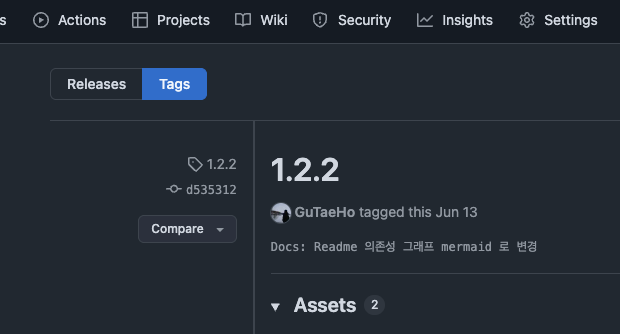 s Actions Projects Wiki Security Insights Settings
Releases Tags
1.2.2
d535312
Compare
1.2.2
GuTaeHo tagged this Jun 13
Docs: Readme 의존성 그래프 mermaid 로 변경
Assets 2